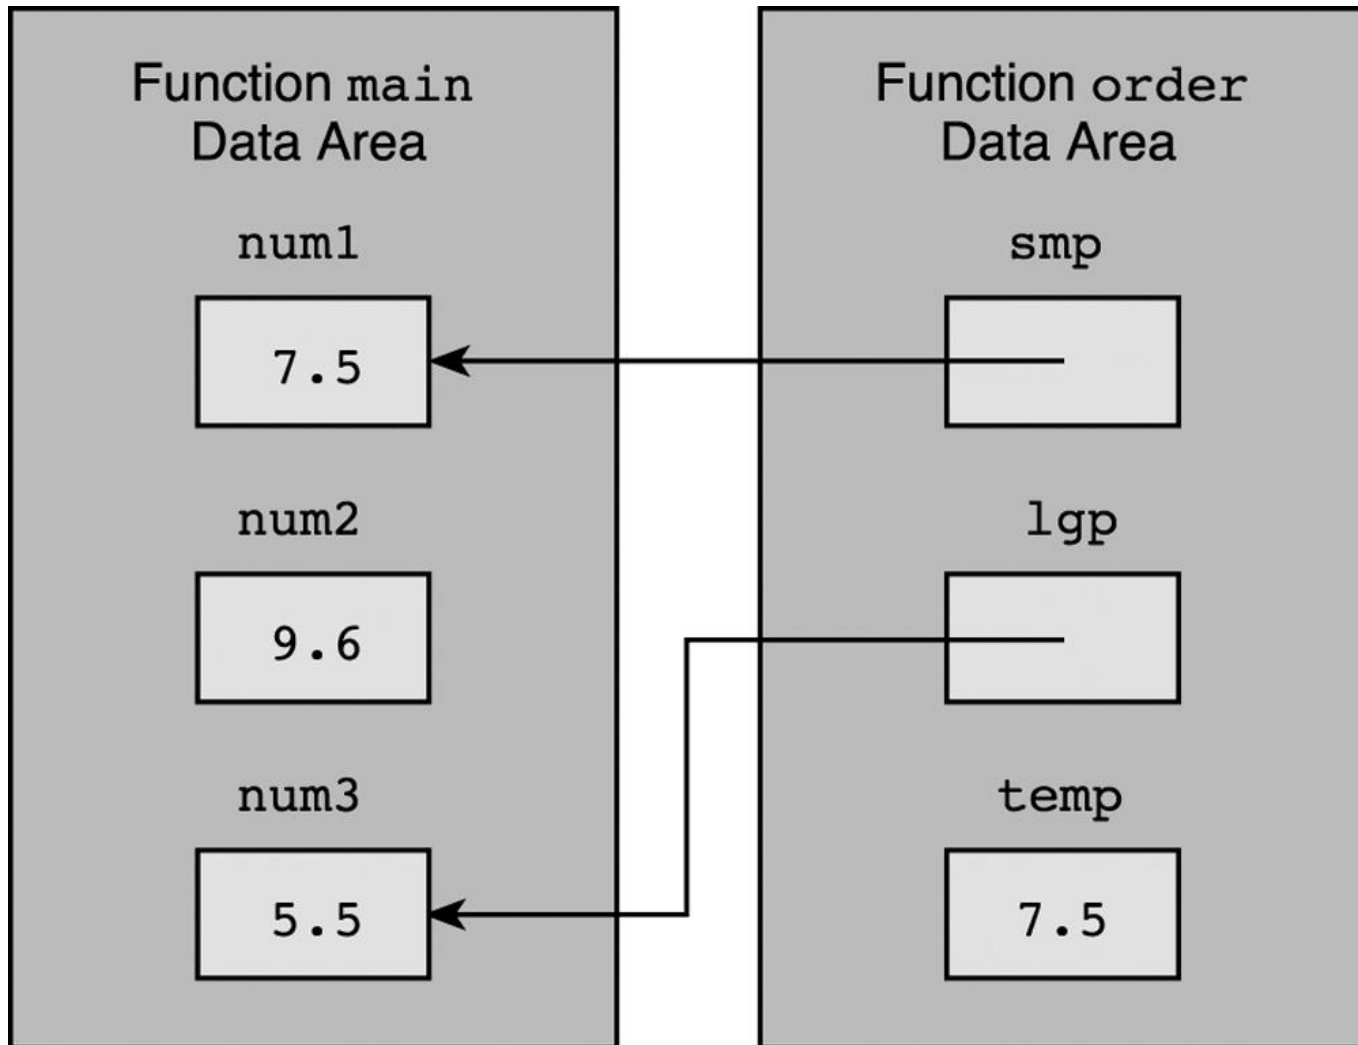 Function main
Data Area
num1
7.5
num2
9.6
num3
5.5
Function order
Data Area
smp
lgp
temp
7.5